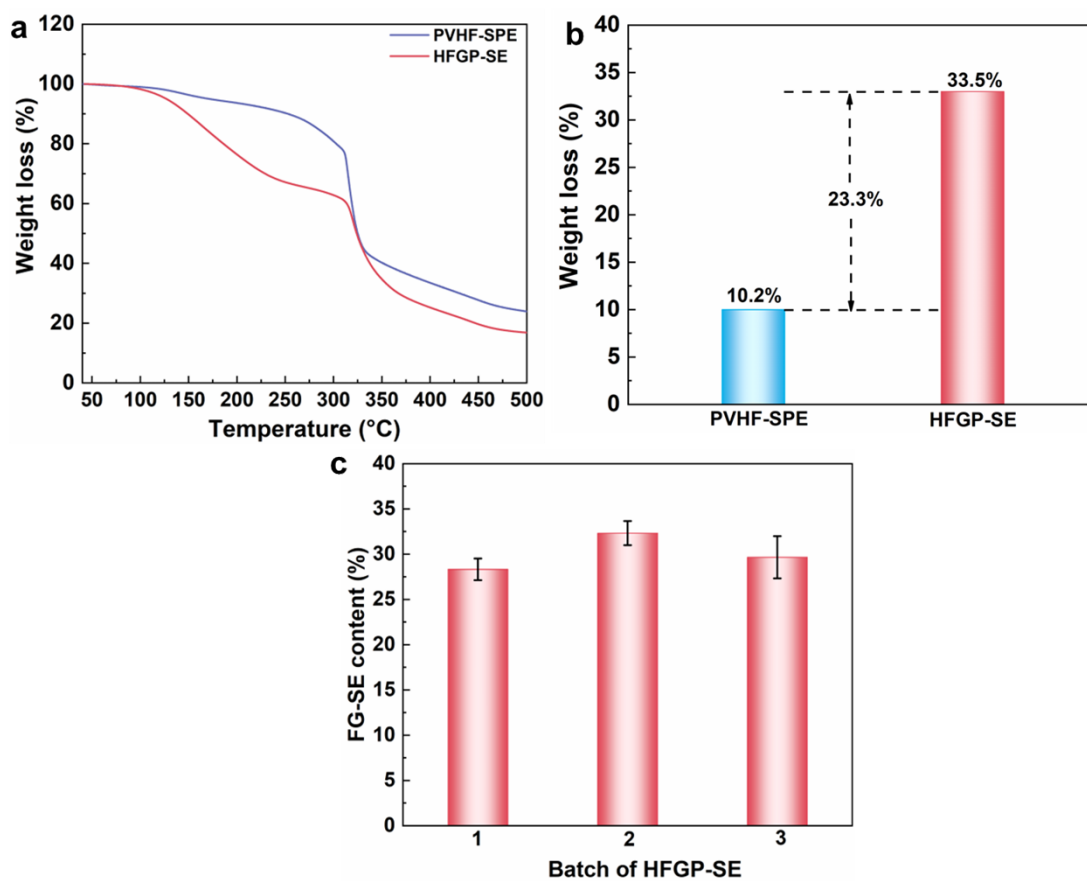 a
120
100
80
60
40
20
0
Weight loss (%)
50 100 150 200 250 300 350 400 450 500
Temperature (°C)
PVHF-SPE
HFGP-SE
b
40
35
30
25
20
15
10
5
0
Weight loss (%)
33.5%
23.3%
10.2%
PVHF-SPE HFGP-SE
c
40
35
30
25
20
15
10
5
0
FG-SE content (%)
1 2 3
Batch of HFGP-SE